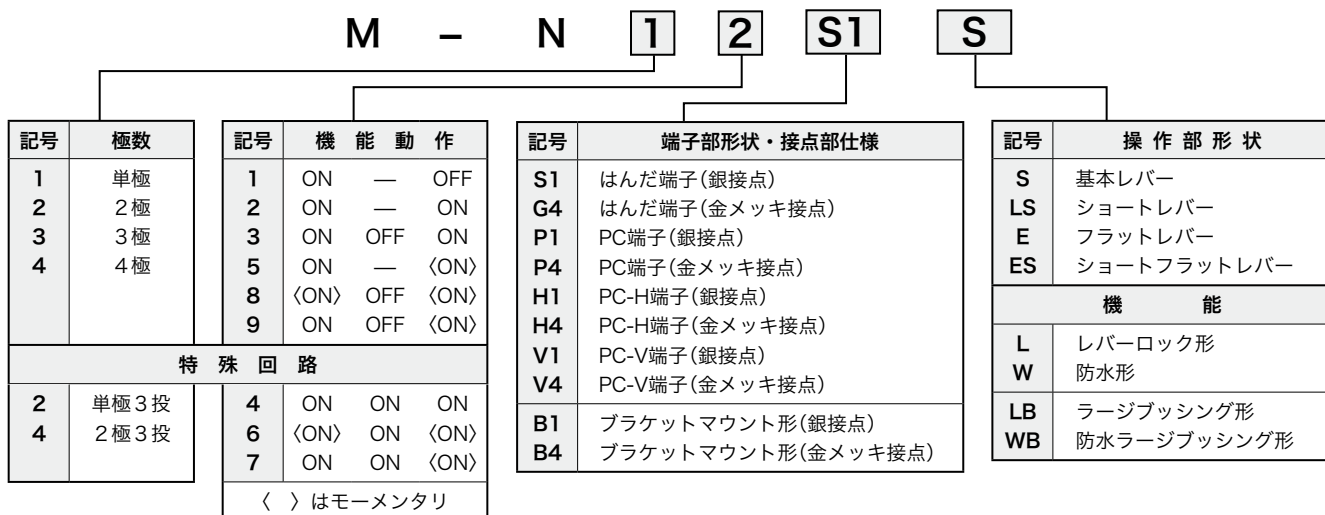 M – N 1 2 S1 S
記号 極数
1 単極
2 2極
3 3極
4 4極
特殊回路
2 単極3投
4 2極3投
記号 機能動作
1 ON — OFF
2 ON — ON
3 ON OFF ON
5 ON — 〈ON〉
8 〈ON〉 OFF 〈ON〉
9 ON OFF 〈ON〉
4 ON ON ON
6 〈ON〉 ON 〈ON〉
7 ON ON 〈ON〉
〈 〉はモーメンタリ
記号 端子部形状・接点部仕様
S1 はんだ端子(銀接点)
G4 はんだ端子(金メッキ接点)
P1 PC端子(銀接点)
P4 PC端子(金メッキ接点)
H1 PC-H端子(銀接点)
H4 PC-H端子(金メッキ接点)
V1 PC-V端子(銀接点)
V4 PC-V端子(金メッキ接点)
B1 ブラケットマウント形(銀接点)
B4 ブラケットマウント形(金メッキ接点)
記号 操作部形状
S 基本レバー
LS ショートレバー
E フラットレバー
ES ショートフラットレバー
機能
L レバーロック形
W 防水形
LB ラージブッシング形
WB 防水ラージブッシング形